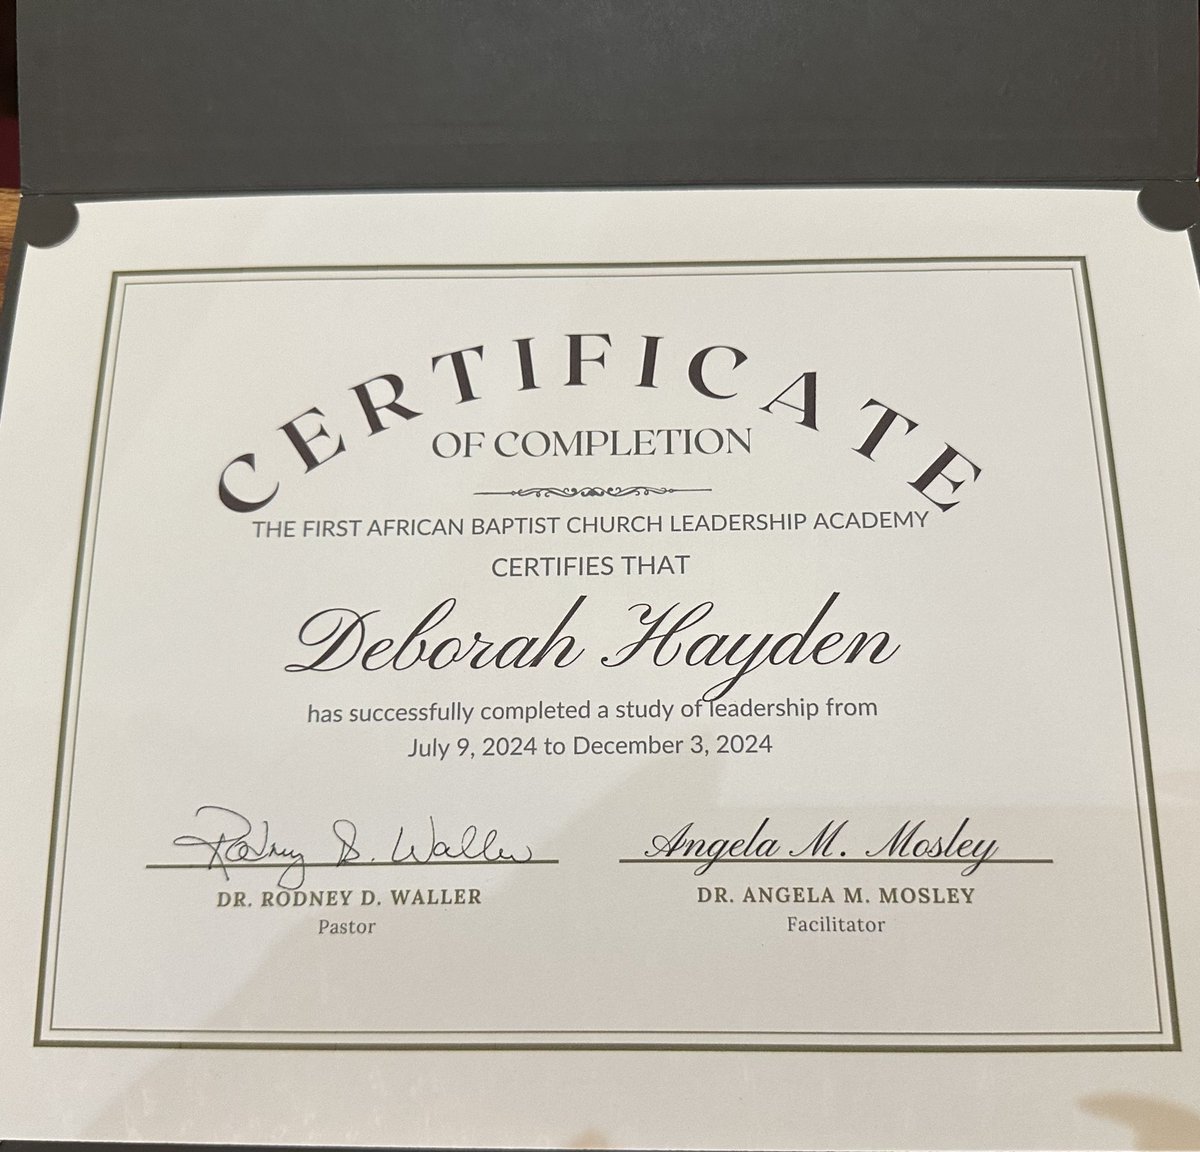 CERTIFICATE
OF COMPLETION
THE FIRST AFRICAN BAPTIST CHURCH LEADERSHIP ACADEMY
CERTIFIES THAT
Deborah Hayden
has successfully completed a study of leadership from
July 9, 2024 to December 3, 2024
Rodney D. Waller
DR. RODNEY D. WALLER
Pastor
Angela M. Mosley
DR. ANGELA M. MOSLEY
Facilitator